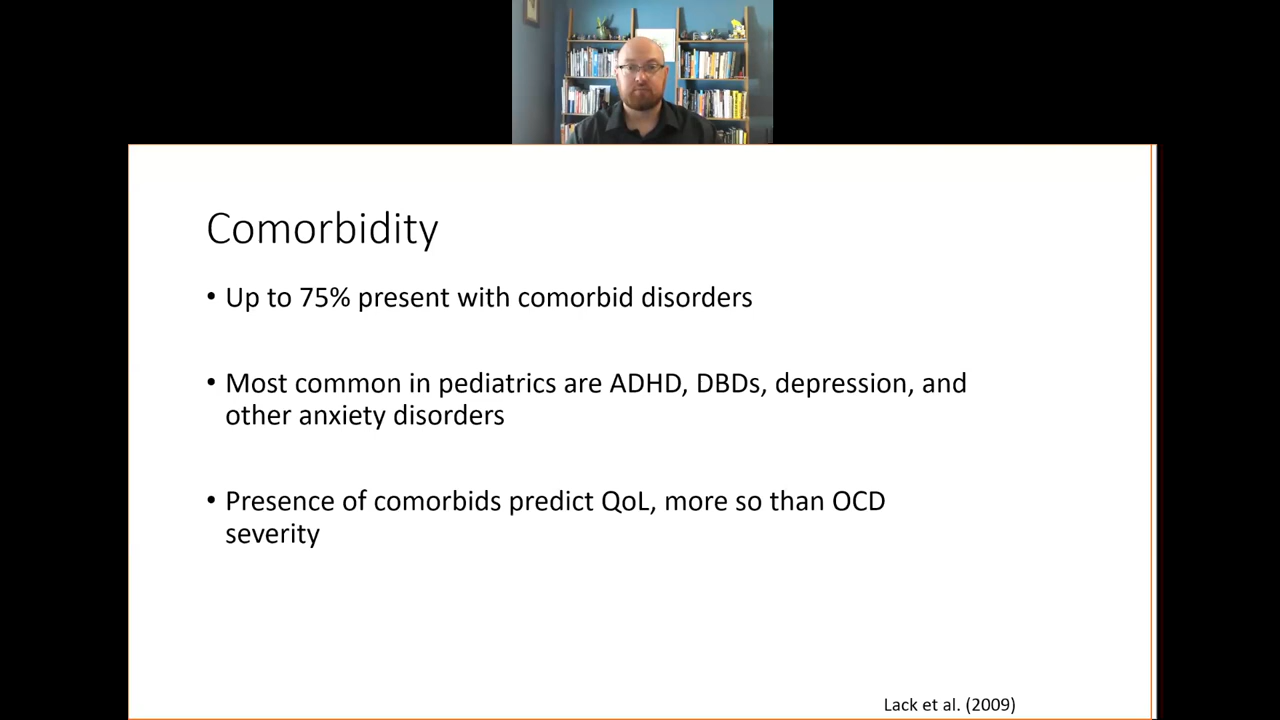 Comorbidity
• Up to 75% present with comorbid disorders
• Most common in pediatrics are ADHD, DBDs, depression, and
other anxiety disorders
• Presence of comorbids predict QoL, more so than OCD
severity
Lack et al. (2009)